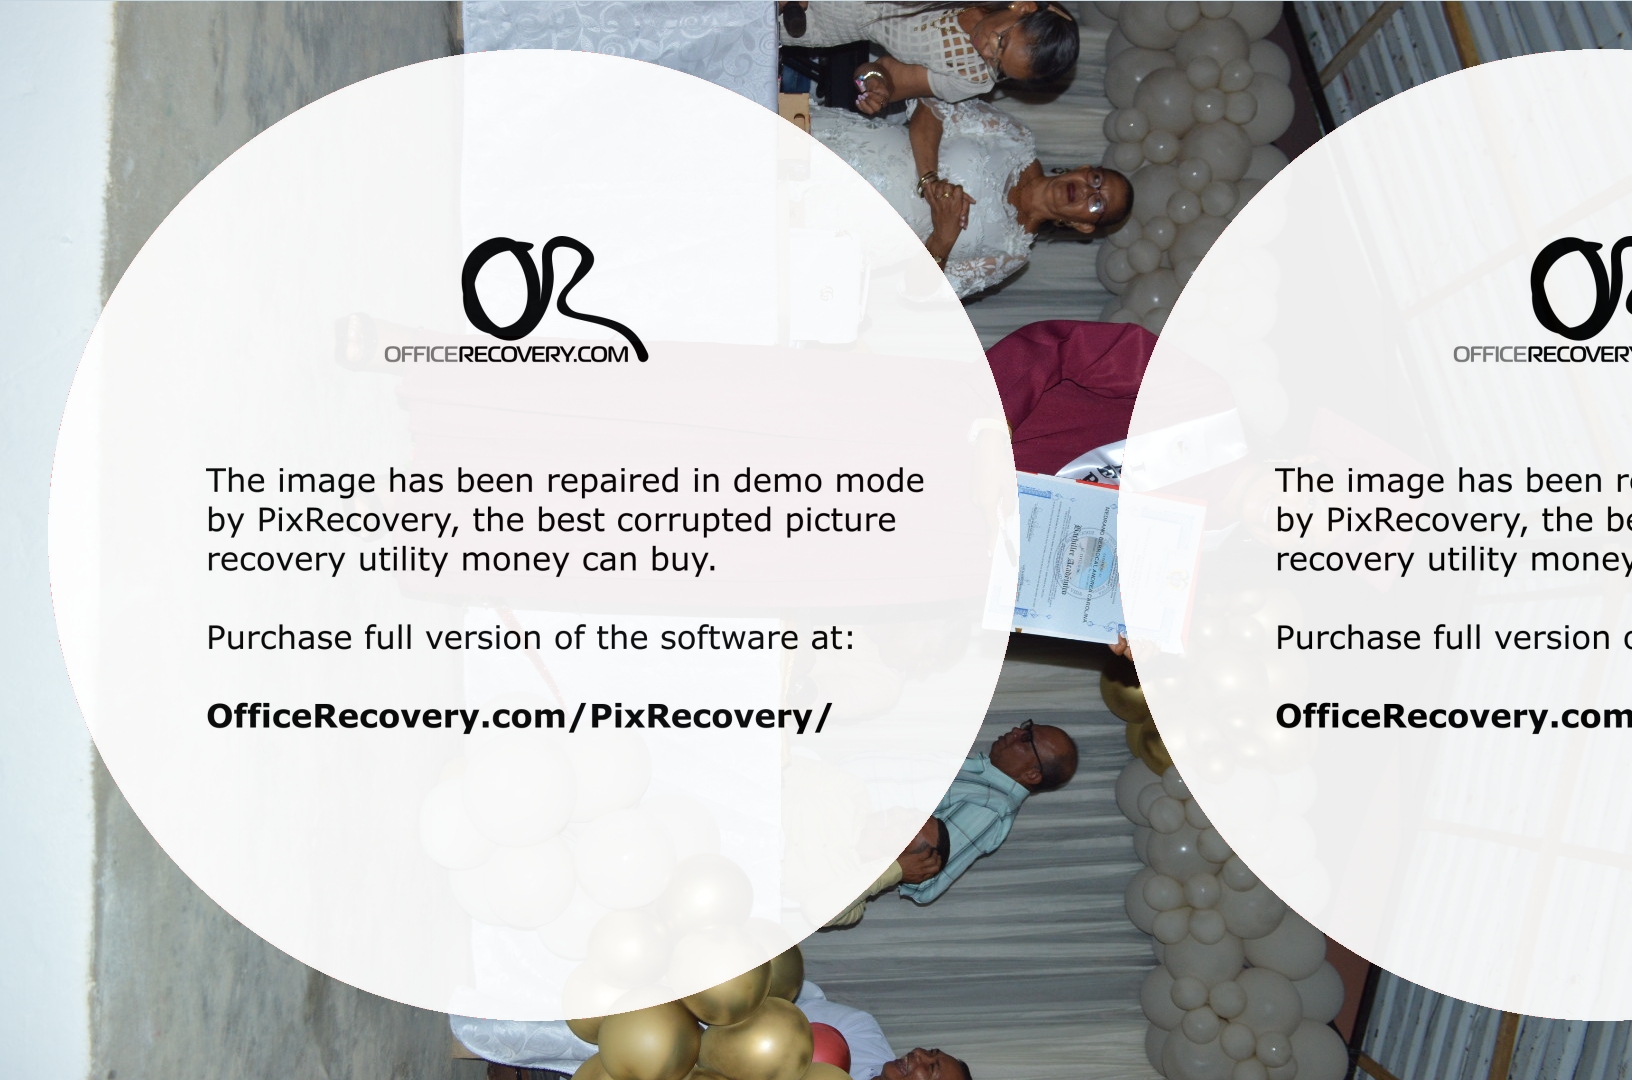 OFFICERECOVERY.COM
The image has been repaired in demo mode
by PixRecovery, the best corrupted picture
recovery utility money can buy.
Purchase full version of the software at:
OfficeRecovery.com/PixRecovery/
OFFICERECOVERY
The image has been
by PixRecovery, the
recovery utility money
Purchase full version
OfficeRecovery.com
Bachiller Académico